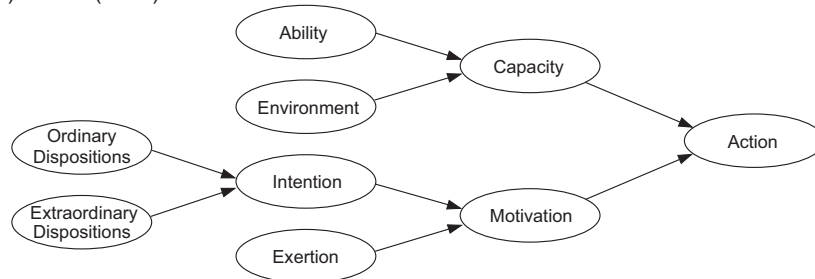 Ability
Capacity
Environment
Action
Ordinary
Dispositions
Intention
Extraordinary
Dispositions
Motivation
Exertion